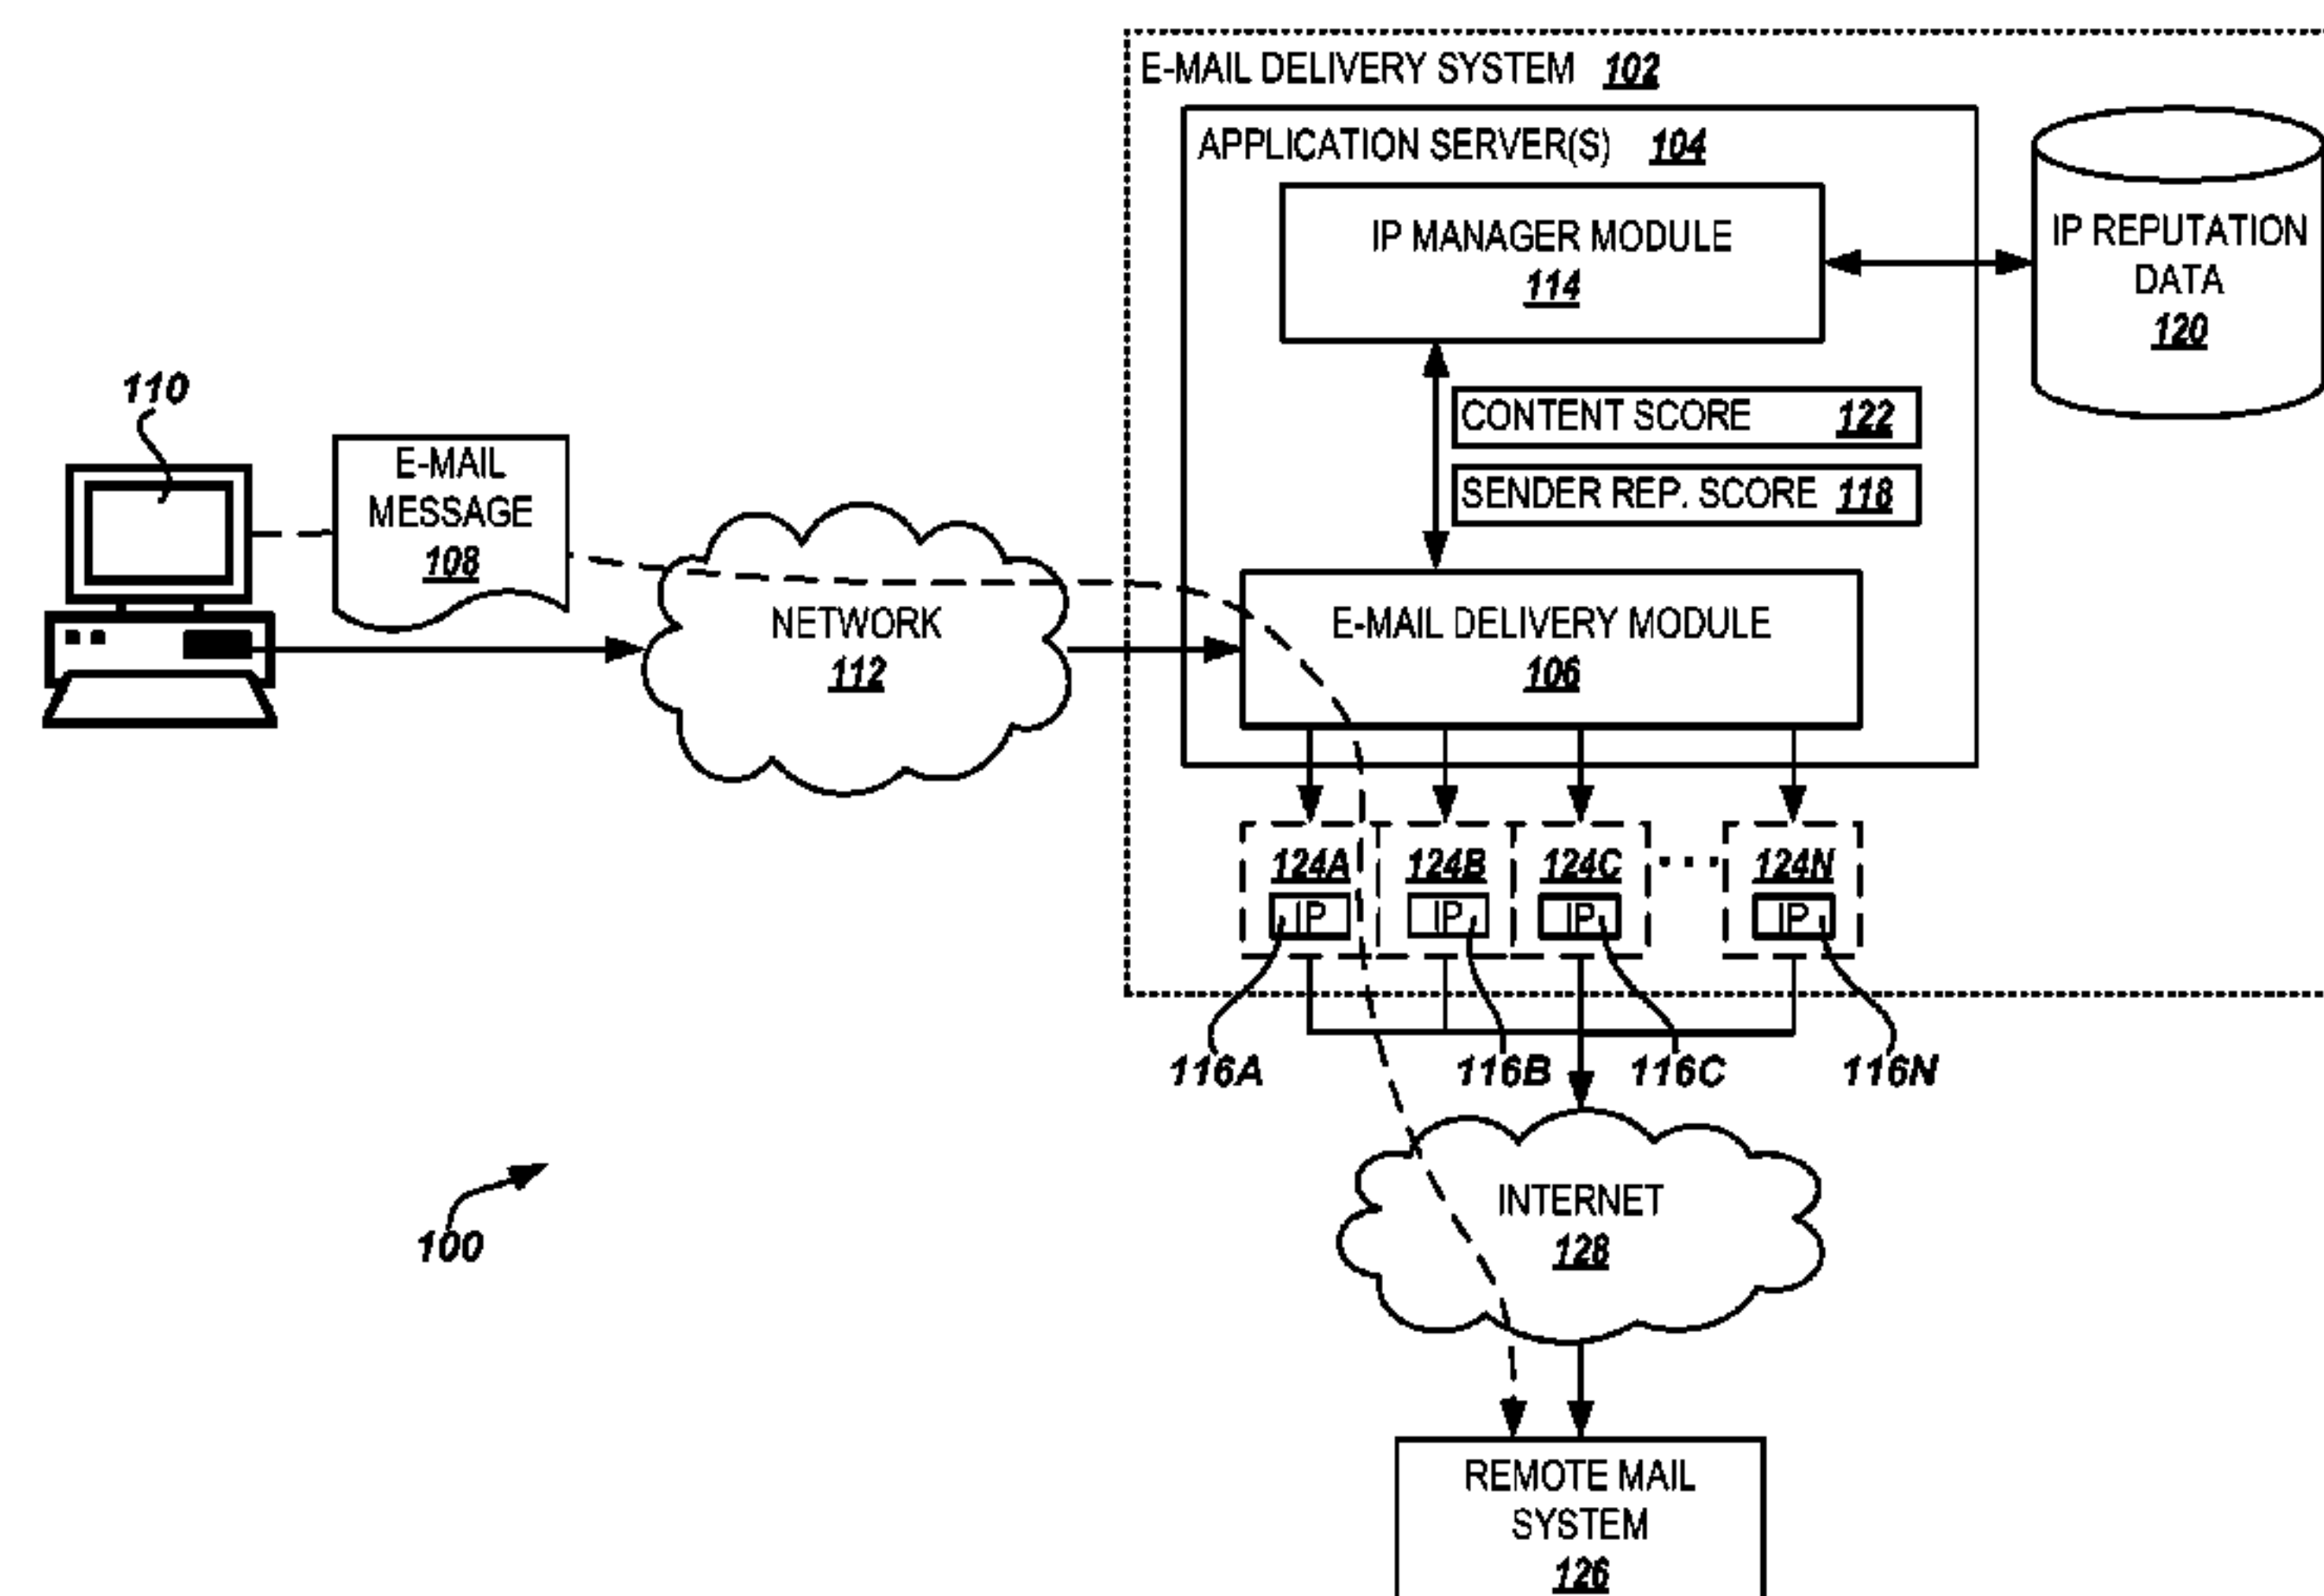 E-MAIL DELIVERY SYSTEM 102
APPLICATION SERVER(S) 104
IP MANAGER MODULE
114
IP REPUTATION
DATA
120
CONTENT SCORE 122
SENDER REP. SCORE 118
110
E-MAIL
MESSAGE
108
NETWORK
112
E-MAIL DELIVERY MODULE
106
124A 124B 124C ... 124N
IP IP IP IP
116A 116B 116C 116N
100
INTERNET
128
REMOTE MAIL
SYSTEM
126